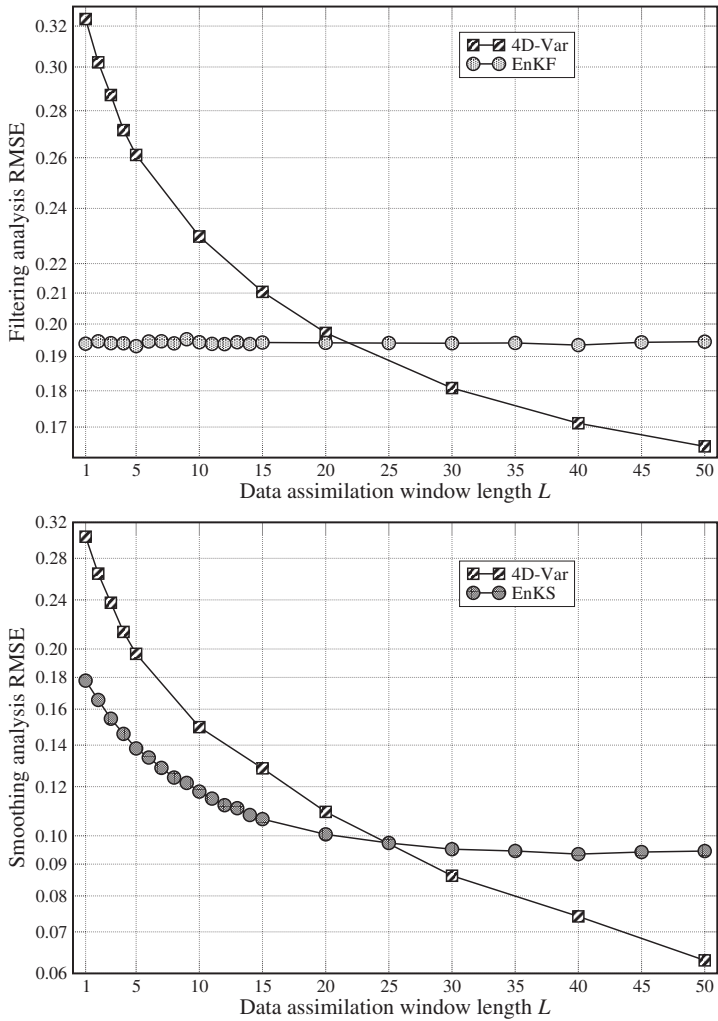 0.32
0.30
0.28
0.26
0.24
0.22
0.21
0.20
0.19
0.18
0.17
Filtering analysis RMSE
4D-Var
EnKF
1 5 10 15 20 25 30 35 40 45 50
Data assimilation window length L
0.32
0.28
0.24
0.20
0.18
0.16
0.14
0.12
0.10
0.09
0.08
0.07
0.06
Smoothing analysis RMSE
4D-Var
EnKS
1 5 10 15 20 25 30 35 40 45 50
Data assimilation window length L